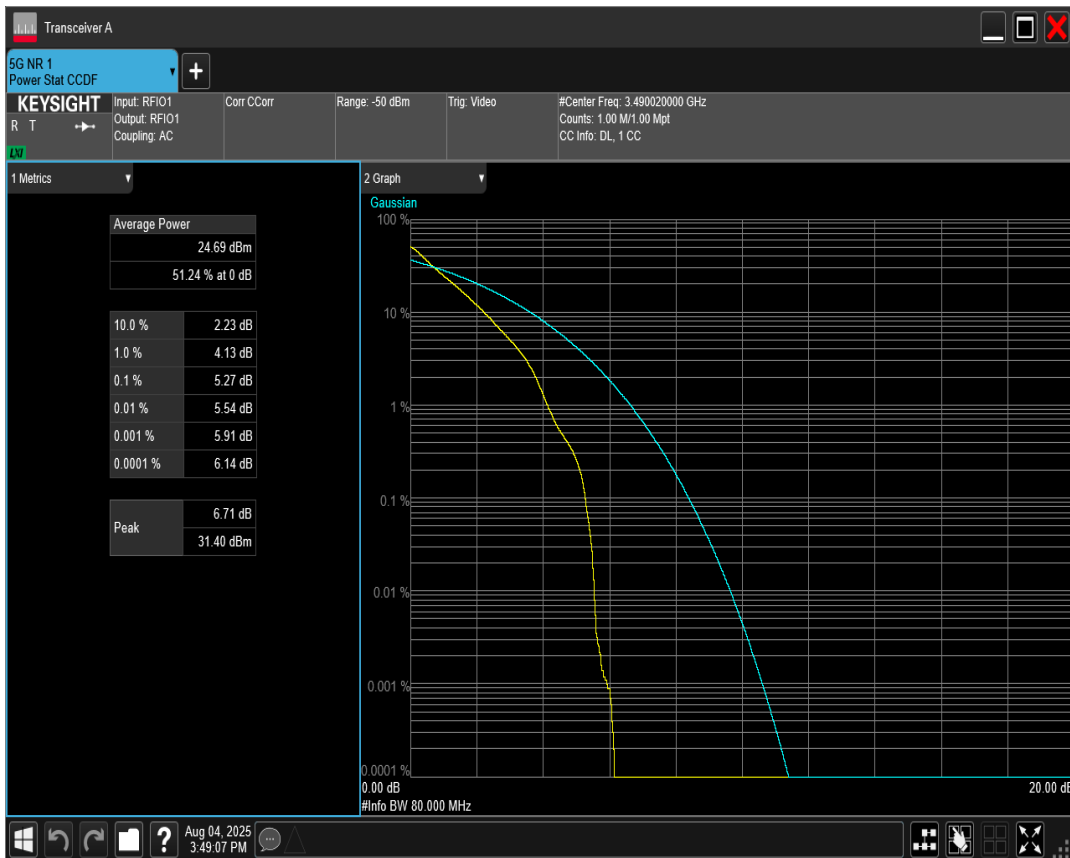 Transceiver A
5G NR 1
Power Stat CCDF
KEYSIGHT
R T
LXI
Input: RFIO1
Output: RFIO1
Coupling: AC
Corr CCorr
Range: -50 dBm
Trig: Video
#Center Freq: 3.490020000 GHz
Counts: 1.00 M/1.00 Mpt
CC Info: DL, 1 CC
1 Metrics
Average Power
24.69 dBm
51.24 % at 0 dB
10.0 % 2.23 dB
1.0 % 4.13 dB
0.1 % 5.27 dB
0.01 % 5.54 dB
0.001 % 5.91 dB
0.0001 % 6.14 dB
Peak
6.71 dB
31.40 dBm
2 Graph
Gaussian
100 %
10 %
1 %
0.1 %
0.01 %
0.001 %
0.0001 %
0.00 dB 20.00 dB
#Info BW 80.000 MHz
? Aug 04, 2025
3:49:07 PM